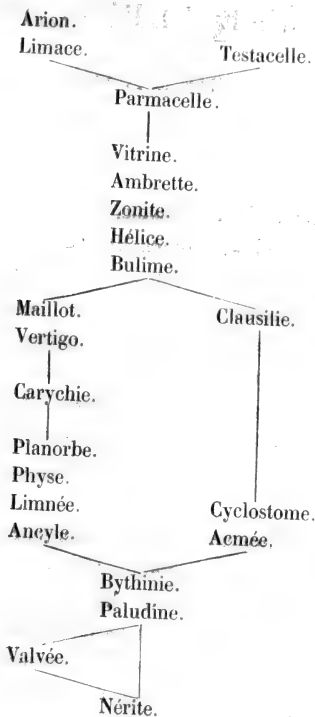 Arion.
Limace.
Testacelle.
Parmacelle.
Vitrine.
Ambrette.
Zonite.
Hélice.
Bulime.
Maillot.
Vertigo.
Clausilie.
Carychie.
Planorbe.
Physe.
Limnée.
Ancyle.
Cyclostome.
Acmée.
Bythinie.
Paludine.
Valvée.
Nérite.